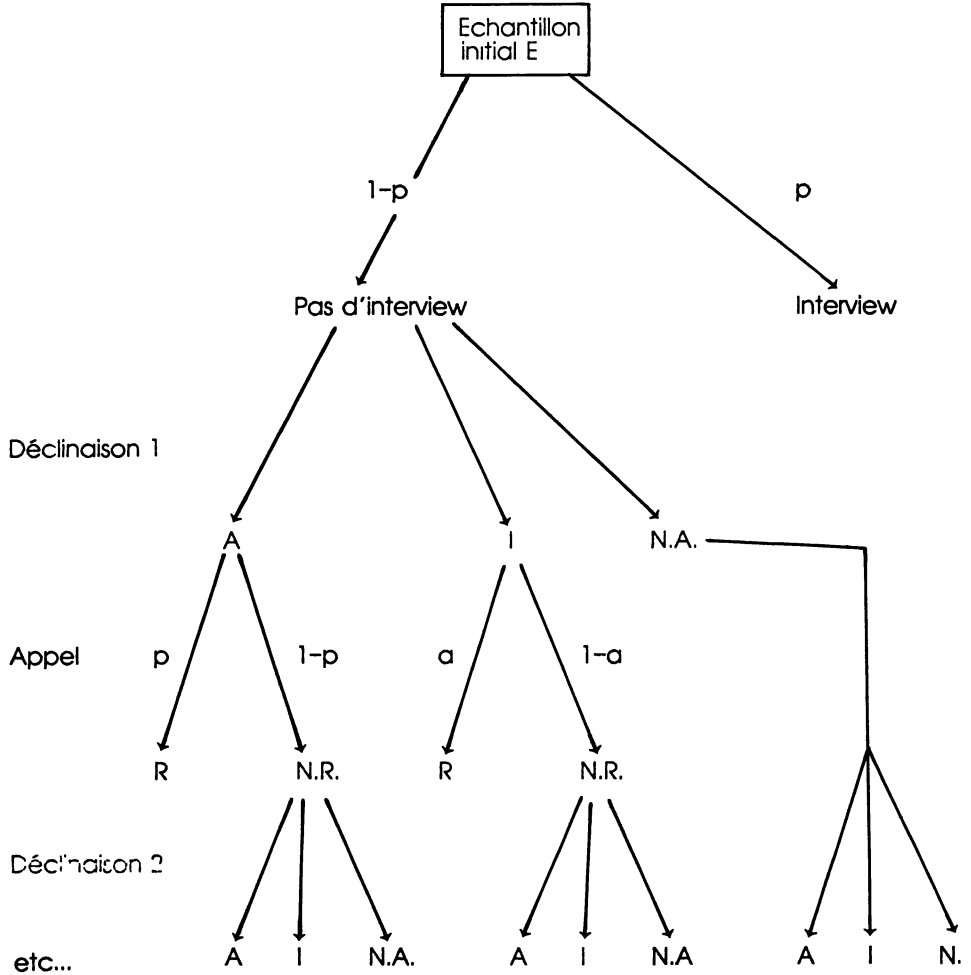 Echantillon
initial E
1-p
p
Pas d'interview
Interview
Déclinaison 1
A
I
N.A.
Appel
p
1-p
a
1-a
R
N.R.
R
N.R.
Déclinaison 2
etc...
A
I
N.A.
A
I
N.A
A
I
N.